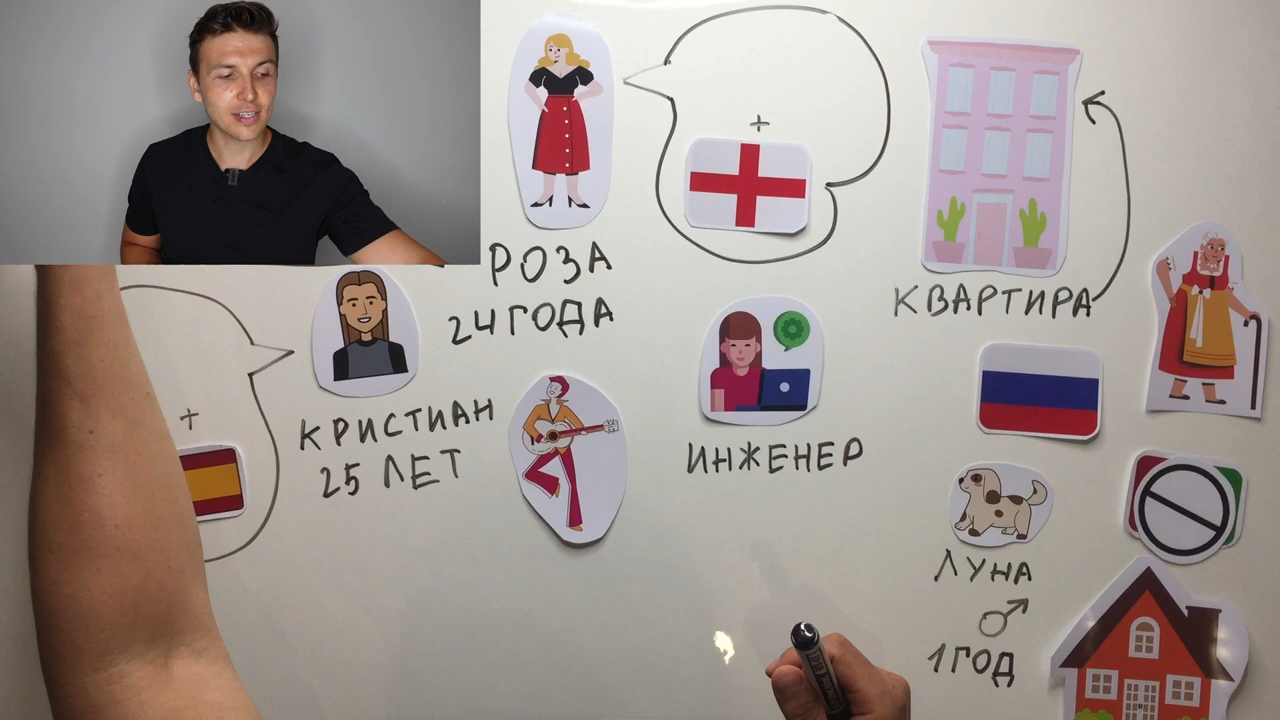 РОЗА
24 ГОДА
КРИСТИАН
25 ЛЕТ
ИНЖЕНЕР
КВАРТИРА
ЛУНА
1 ГОД